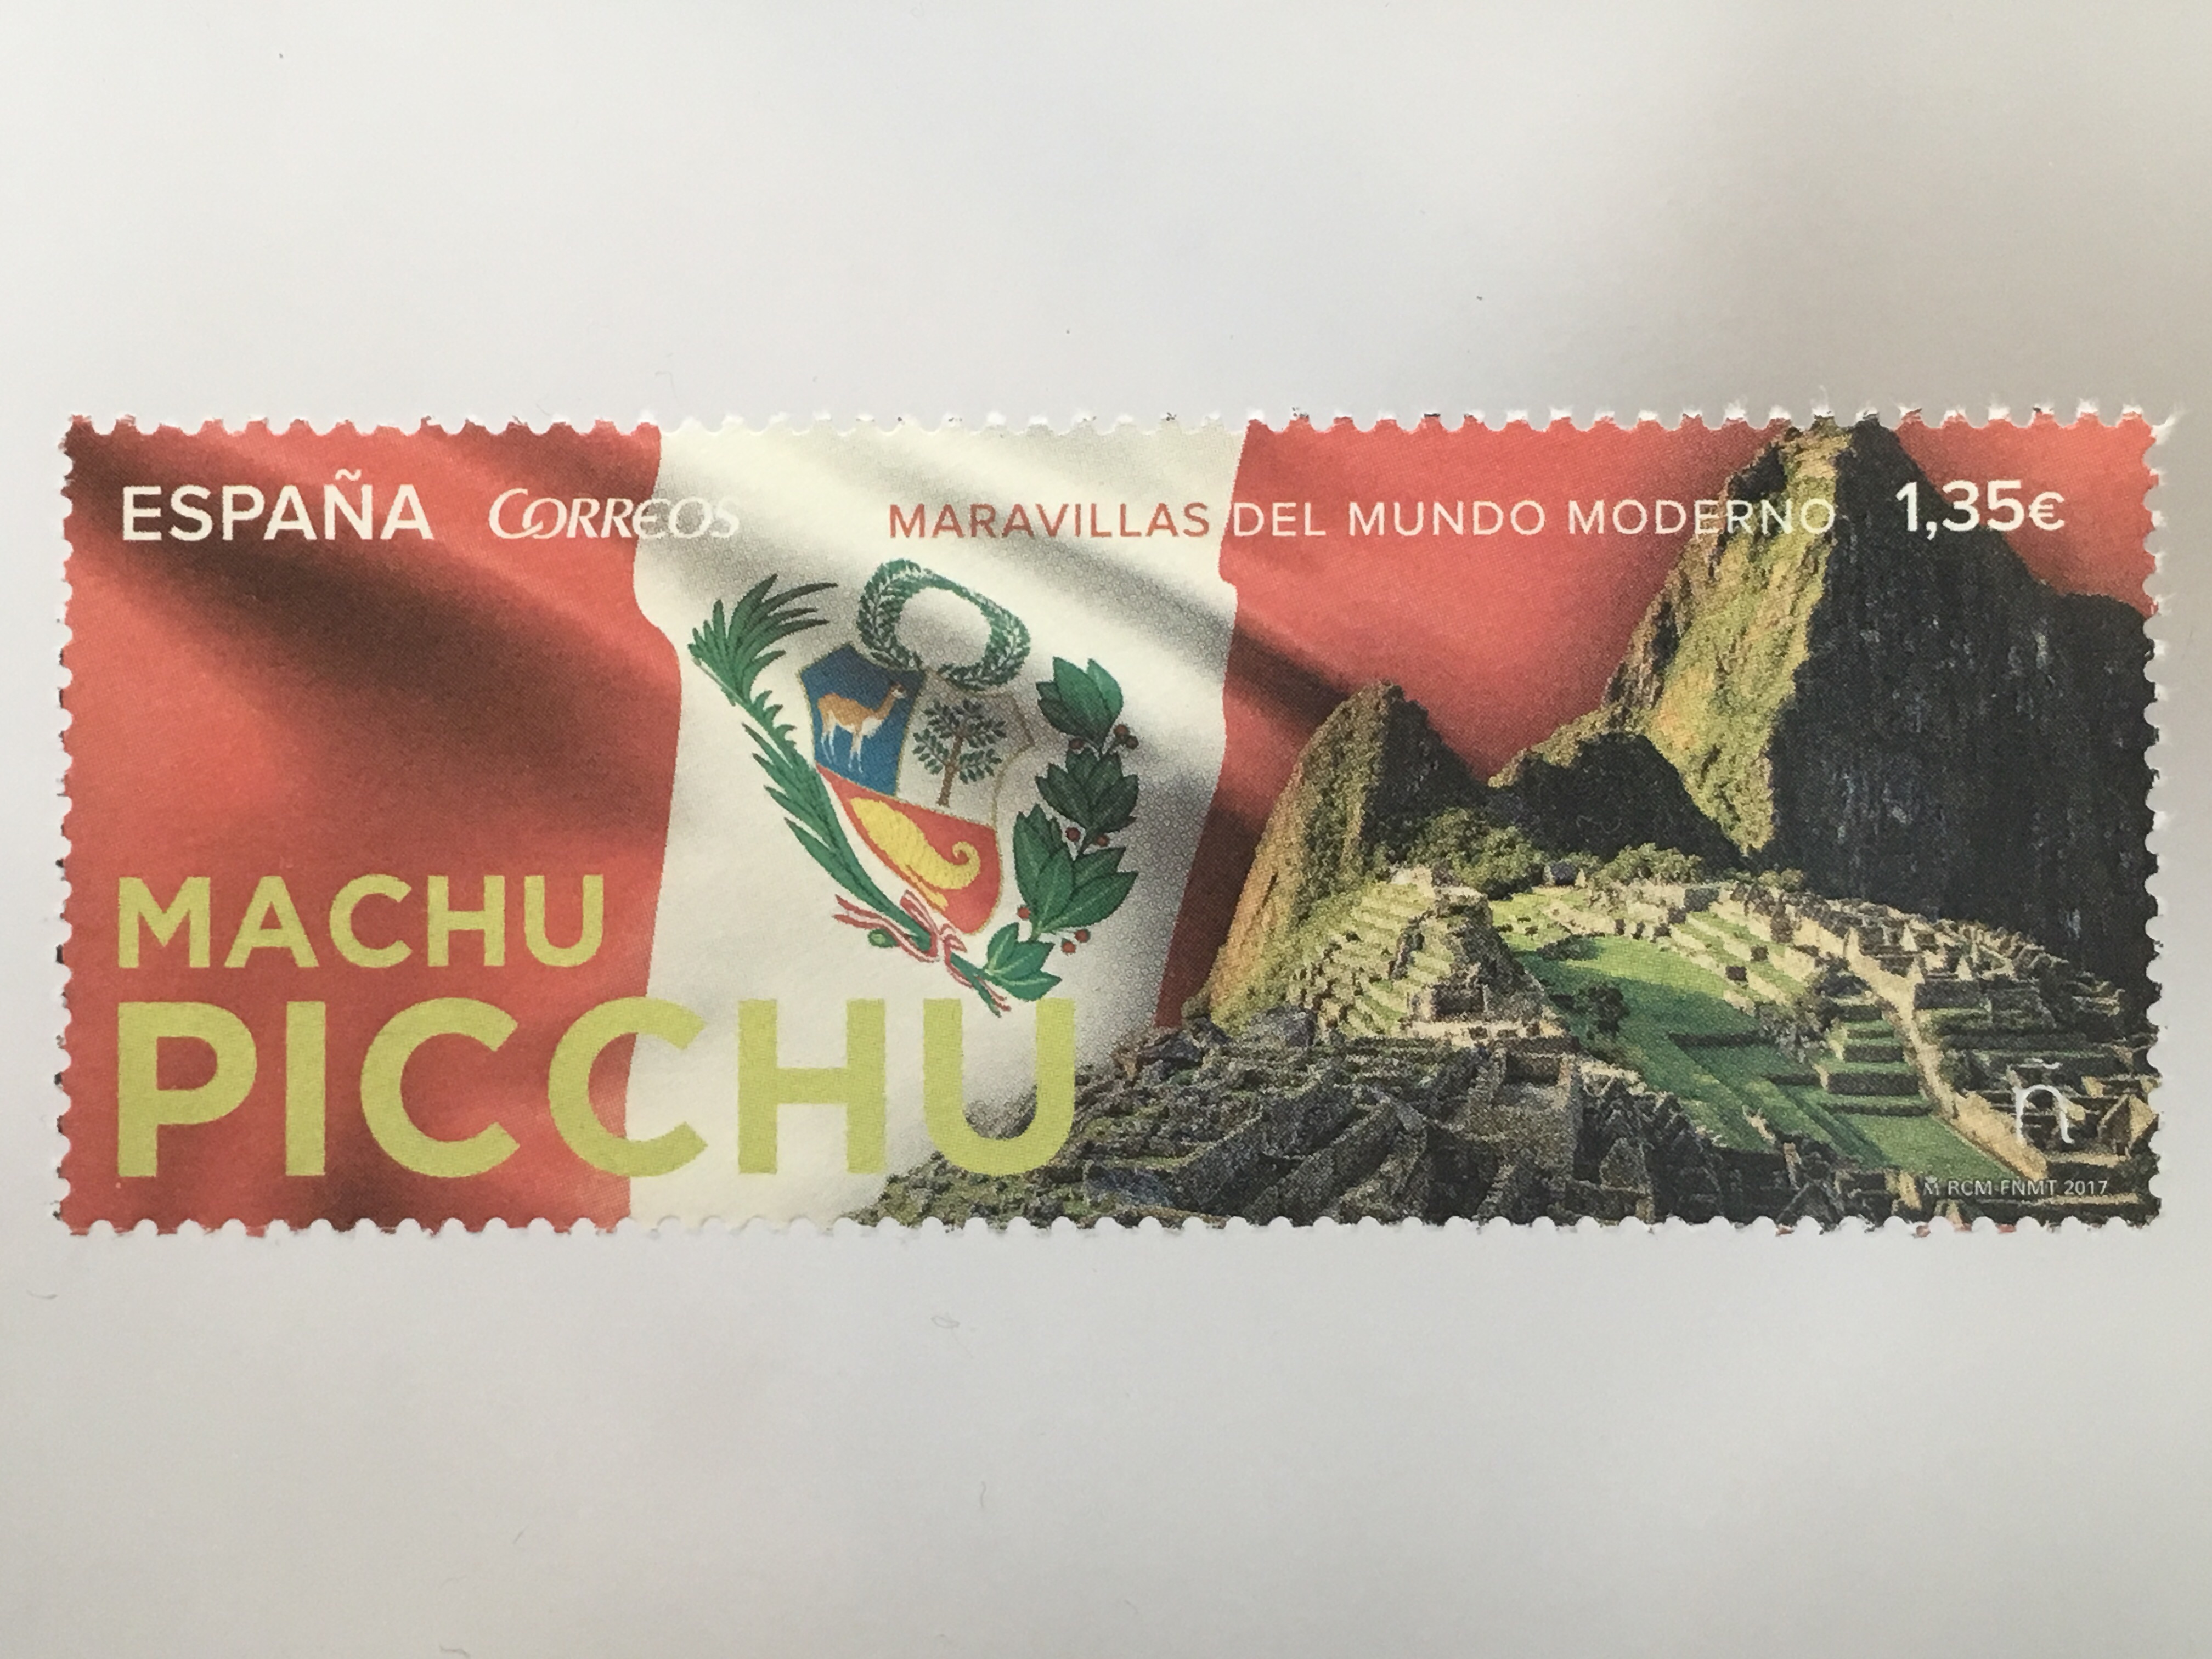 ESPAÑA CORREOS MARAVILLAS DEL MUNDO MODERNO 1,35€
MACHU
PICCHU
ñ
RCM-FNMT 2017